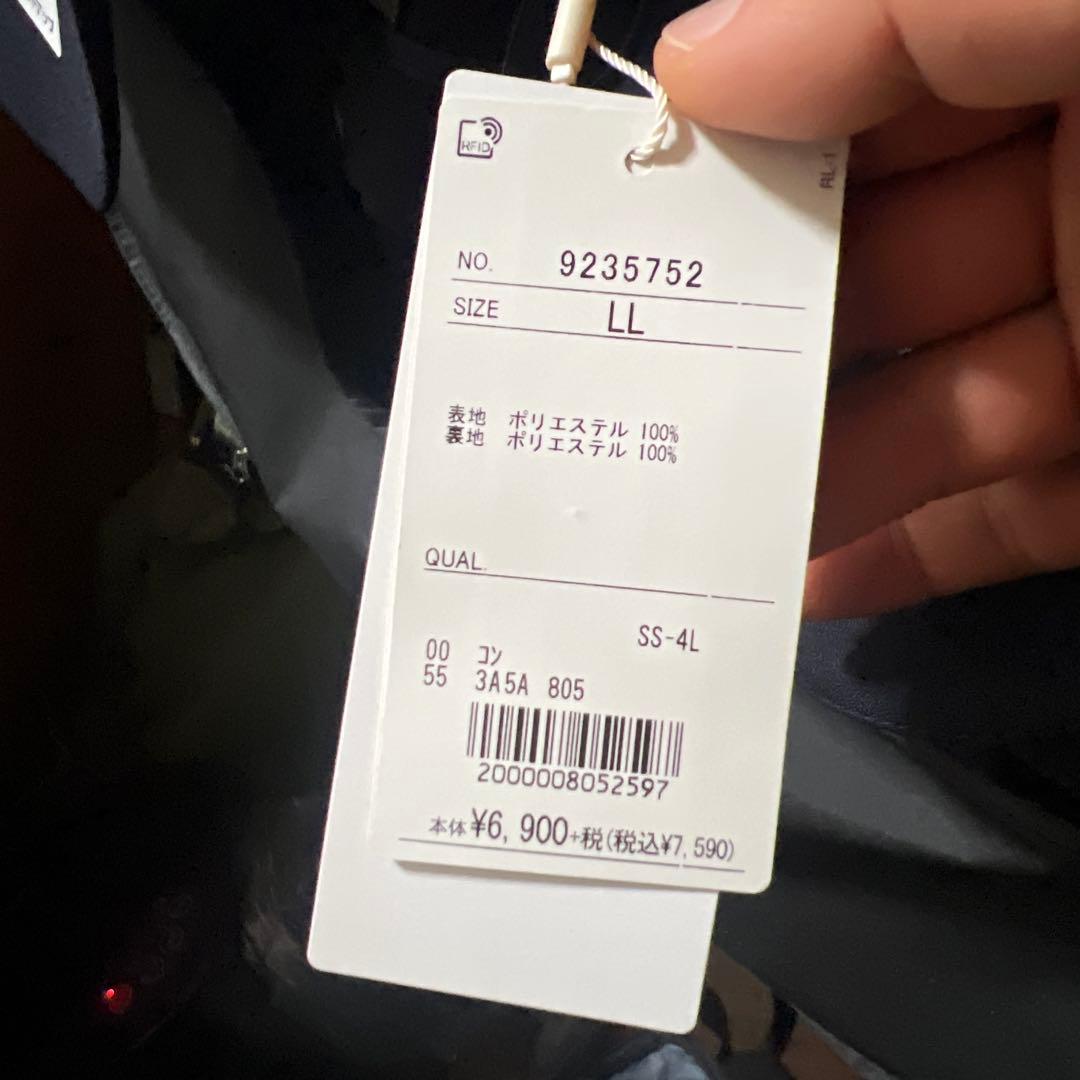 RFID
RL-1
NO. 9235752
SIZE LL
表地 ポリエステル 100%
裏地 ポリエステル 100%
QUAL.
SS-4L
00 コン
55 3A5A 805
2000008052597
本体¥6,900+税(税込¥7,590)